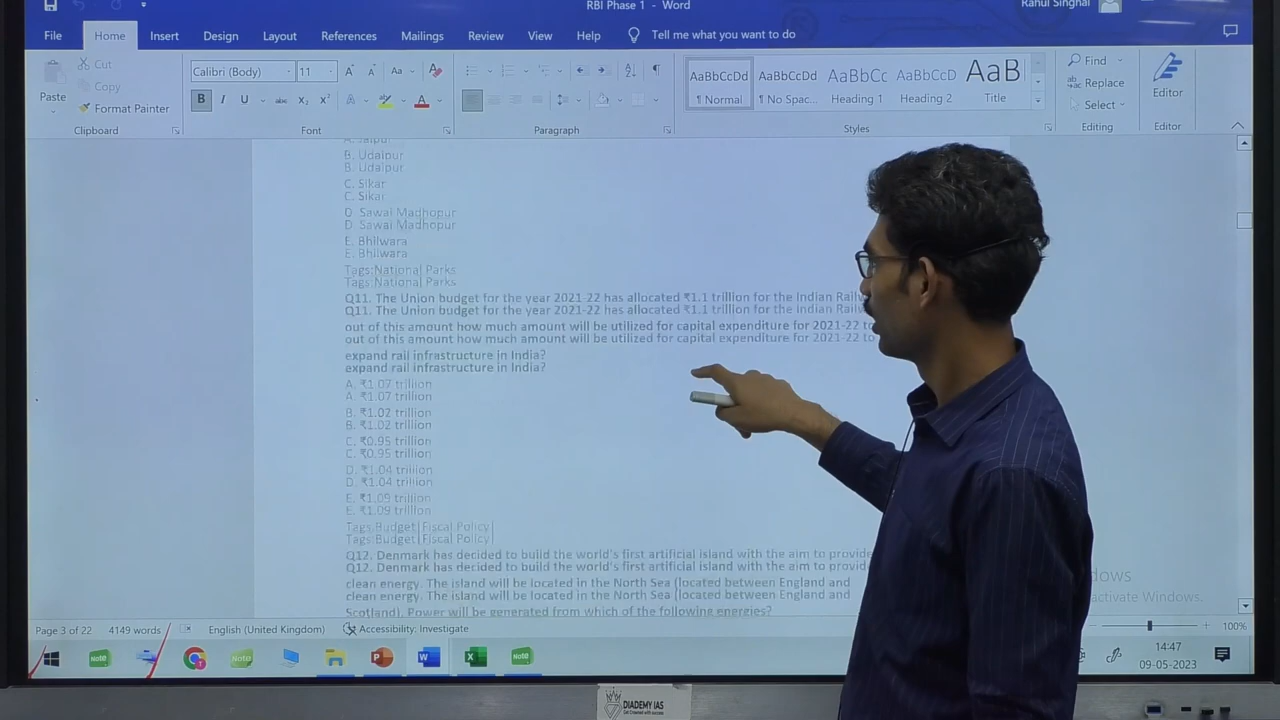 RBI Phase 1 - Word
Rahul Singhal
File Home Insert Design Layout References Mailings Review View Help Tell me what you want to do
Cut
Copy
Paste
Format Painter
Clipboard
Calibri (Body) 11
Font
Paragraph
AaBbCcDd AaBbCcDd AaBbCc AaBbCcD AaB
¶ Normal ¶ No Spac... Heading 1 Heading 2 Title
Styles
Find
Replace
Select
Editing
Editor
Editor
A. Jaipur
B. Udaipur
B. Udaipur
C. Sikar
C. Sikar
D. Sawai Madhopur
D. Sawai Madhopur
E. Bhilwara
E. Bhilwara
Tags:National Parks
Tags:National Parks
Q11. The Union budget for the year 2021-22 has allocated ₹1.1 trillion for the Indian
Q11. The Union budget for the year 2021-22 has allocated ₹1.1 trillion for the Indian
out of this amount how much amount will be utilized for capital expenditure for 2021-22 to
out of this amount how much amount will be utilized for capital expenditure for 2021-22 to
expand rail infrastructure in India?
expand rail infrastructure in India?
A. ₹1.07 trillion
A. ₹1.07 trillion
B. ₹1.02 trillion
B. ₹1.02 trillion
C. ₹0.95 trillion
C. ₹0.95 trillion
D. ₹1.04 trillion
D. ₹1.04 trillion
E. ₹1.09 trillion
E. ₹1.09 trillion
Tags:Budget|Fiscal Policy|
Tags:Budget|Fiscal Policy|
Q12. Denmark has decided to build the world's first artificial island with the aim to provide
Q12. Denmark has decided to build the world's first artificial island with the aim to provide
clean energy. The island will be located in the North Sea (located between England and
clean energy. The island will be located in the North Sea (located between England and
Scotland). Power will be generated from which of the following energies?
activate Windows.
Page 3 of 22 4149 words English (United Kingdom) Accessibility: Investigate 100%
Note Note Note
14:47
09-05-2023
DIADEMY IAS
Get Crowned with success